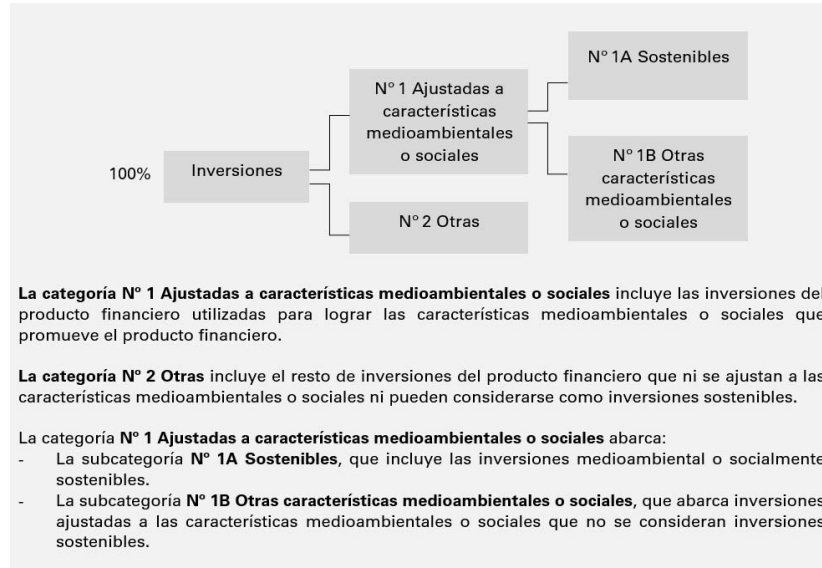 100%
Inversiones
Nº 1 Ajustadas a
características
medioambientales
o sociales
Nº 2 Otras
Nº 1A Sostenibles
Nº 1B Otras
características
medioambientales
o sociales
La categoría Nº 1 Ajustadas a características medioambientales o sociales incluye las inversiones del
producto financiero utilizadas para lograr las características medioambientales o sociales que
promueve el producto financiero.
La categoría Nº 2 Otras incluye el resto de inversiones del producto financiero que ni se ajustan a las
características medioambientales o sociales ni pueden considerarse como inversiones sostenibles.
La categoría Nº 1 Ajustadas a características medioambientales o sociales abarca:
- La subcategoría Nº 1A Sostenibles, que incluye las inversiones medioambiental o socialmente
sostenibles.
- La subcategoría Nº 1B Otras características medioambientales o sociales, que abarca inversiones
ajustadas a las características medioambientales o sociales que no se consideran inversiones
sostenibles.